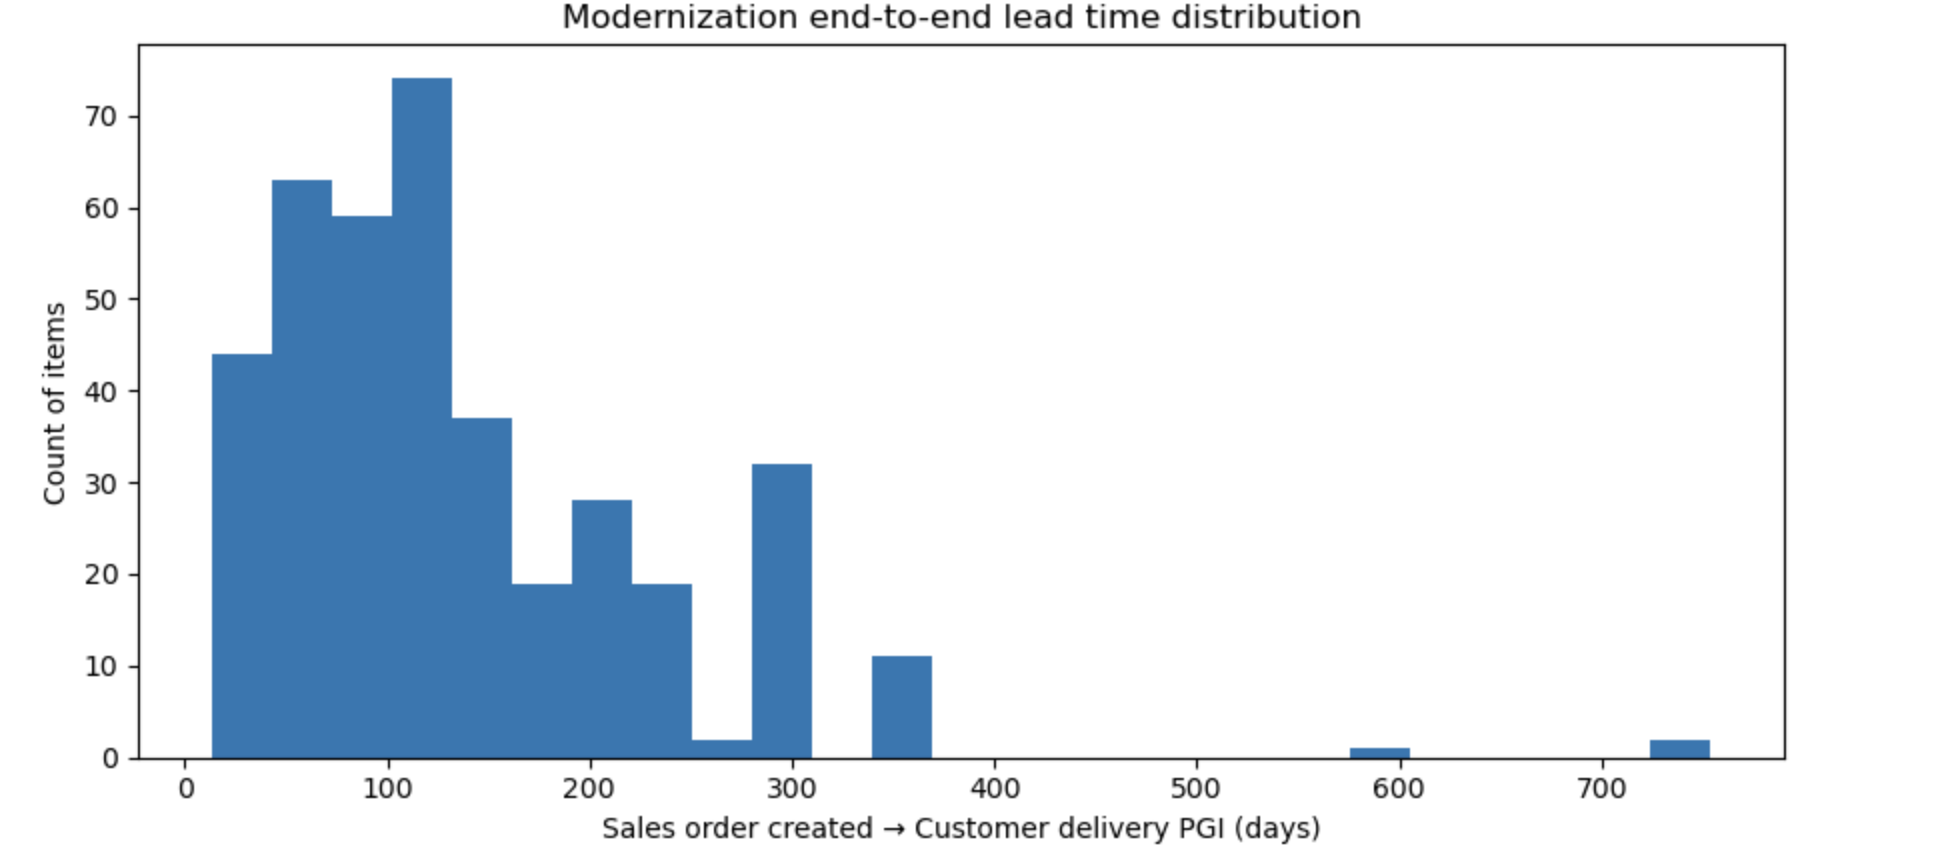 Modernization end-to-end lead time distribution
70
60
50
40
30
20
10
0
Count of items
0 100 200 300 400 500 600 700
Sales order created → Customer delivery PGI (days)